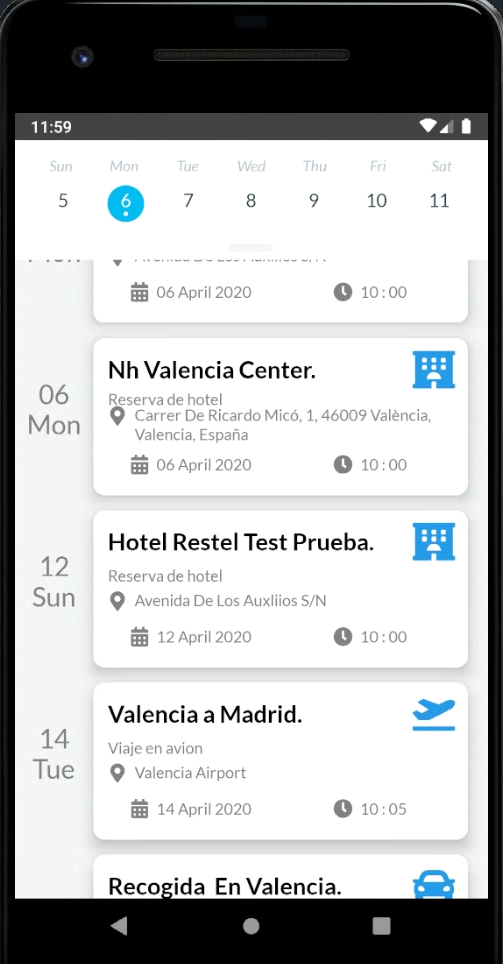 11:59
Sun Mon Tue Wed Thu Fri Sat
5 6 7 8 9 10 11
06 April 2020 10:00
06
Mon
Nh Valencia Center.
Reserva de hotel
Carrer De Ricardo Micó, 1, 46009 València,
Valencia, España
06 April 2020 10:00
12
Sun
Hotel Restel Test Prueba.
Reserva de hotel
Avenida De Los Auxliios S/N
12 April 2020 10:00
14
Tue
Valencia a Madrid.
Viaje en avion
Valencia Airport
14 April 2020 10:05
Recogida En Valencia.